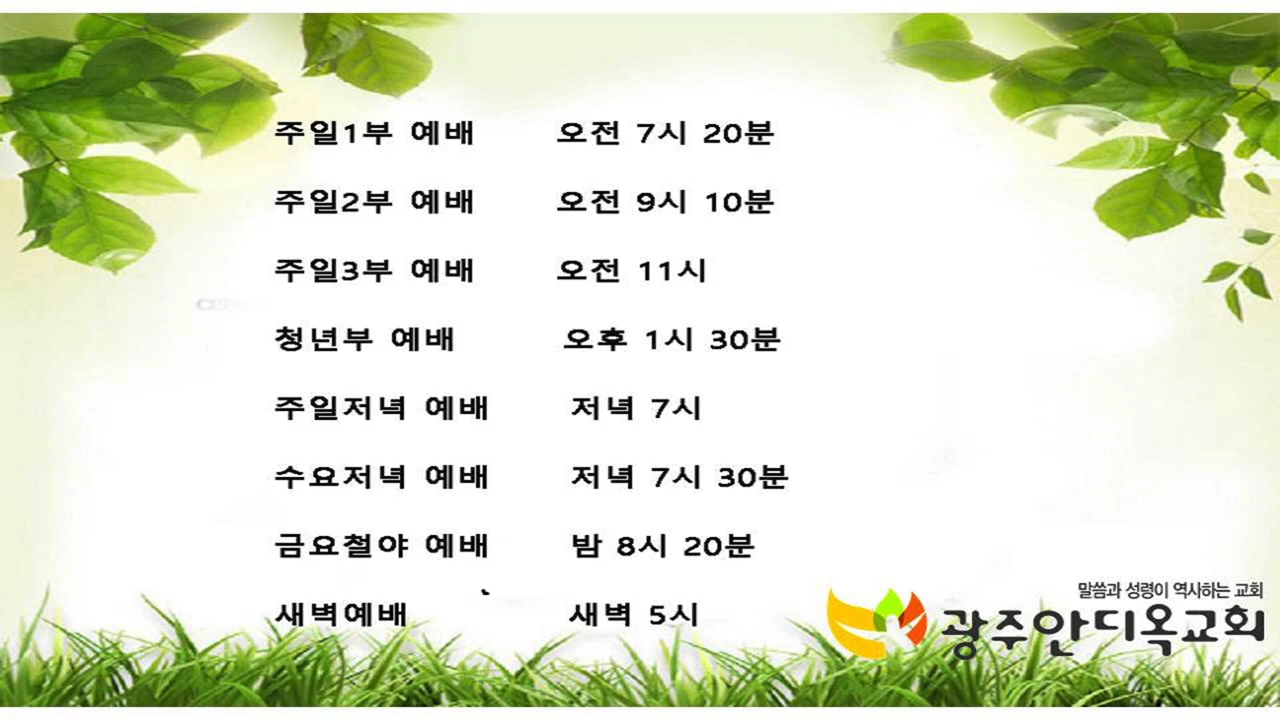 주일1부 예배 오전 7시 20분
주일2부 예배 오전 9시 10분
주일3부 예배 오전 11시
청년부 예배 오후 1시 30분
주일저녁 예배 저녁 7시
수요저녁 예배 저녁 7시 30분
금요철야 예배 밤 8시 20분
새벽예배 새벽 5시
말씀과 성령이 역사하는 교회
광주안디옥교회